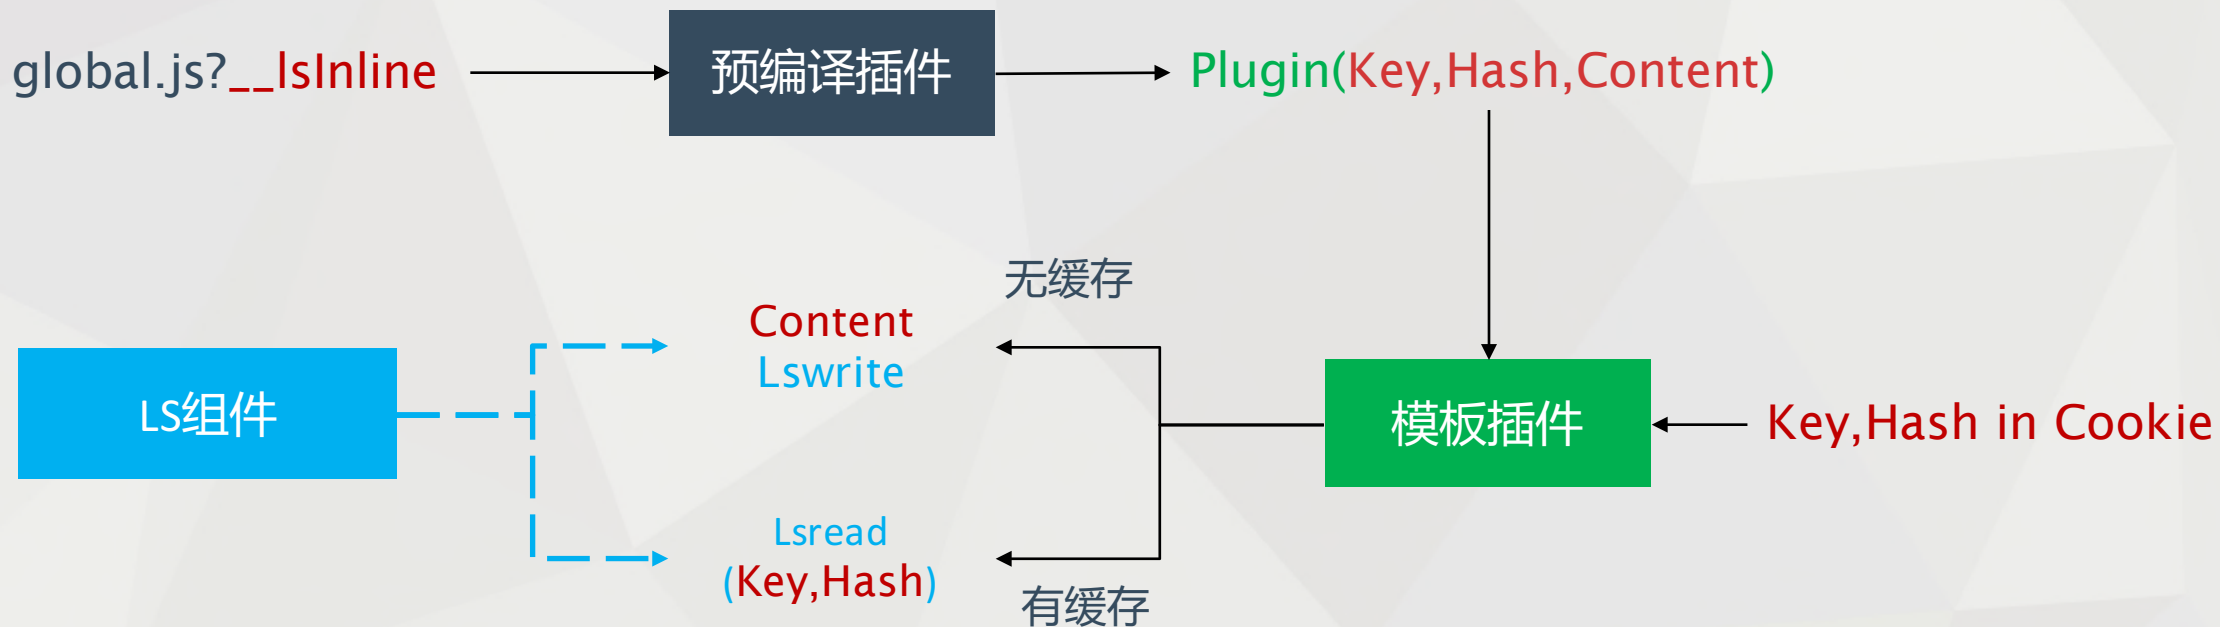 global.js?__lsInline
预编译插件
Plugin(Key,Hash,Content)
无缓存
Content
Lswrite
LS组件
模板插件
Key,Hash in Cookie
Lsread
(Key,Hash)
有缓存